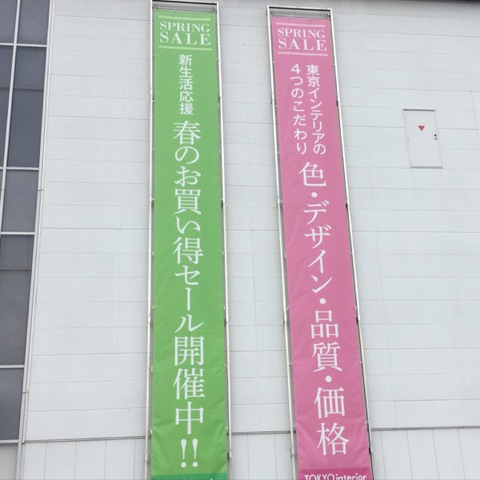 SPRING
SALE
新生活応援
春のお買い得セール開催中!!
SPRING
SALE
東京インテリアの
4つのこだわり
色・デザイン・品質・価格
TOKYO interior